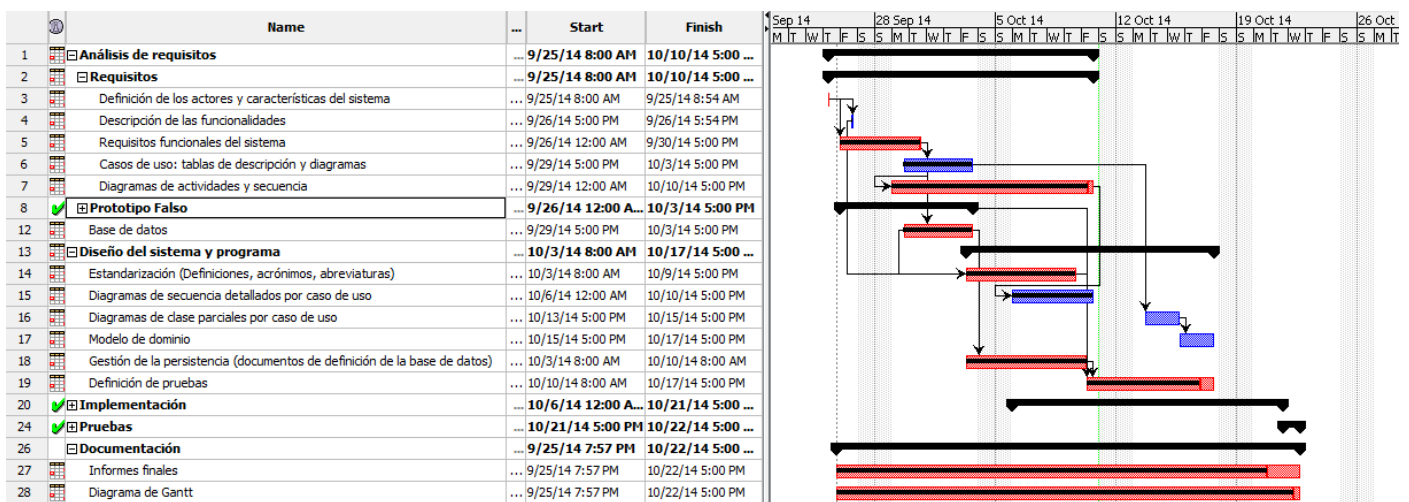 Name ... Start Finish Sep 14 28 Sep 14 5 Oct 14 12 Oct 14 19 Oct 14 26 Oct
M T W T F S S M T W T F S S M T W T F S S M T W T F S S M T W T F S S M T
1 Análisis de requisitos ... 9/25/14 8:00 AM 10/10/14 5:00 ...
2 Requisitos ... 9/25/14 8:00 AM 10/10/14 5:00 ...
3 Definición de los actores y características del sistema ... 9/25/14 8:00 AM 9/25/14 8:54 AM
4 Descripción de las funcionalidades ... 9/26/14 5:00 PM 9/26/14 5:54 PM
5 Requisitos funcionales del sistema ... 9/26/14 12:00 AM 9/30/14 5:00 PM
6 Casos de uso: tablas de descripción y diagramas ... 9/29/14 5:00 PM 10/3/14 5:00 PM
7 Diagramas de actividades y secuencia ... 9/29/14 12:00 AM 10/10/14 5:00 PM
8 Prototipo Falso ... 9/26/14 12:00 A... 10/3/14 5:00 PM
12 Base de datos ... 9/29/14 5:00 PM 10/3/14 5:00 PM
13 Diseño del sistema y programa ... 10/3/14 8:00 AM 10/17/14 5:00 ...
14 Estandarización (Definiciones, acrónimos, abreviaturas) ... 10/3/14 8:00 AM 10/9/14 5:00 PM
15 Diagramas de secuencia detallados por caso de uso ... 10/6/14 12:00 AM 10/10/14 5:00 PM
16 Diagramas de clase parciales por caso de uso ... 10/13/14 5:00 PM 10/15/14 5:00 PM
17 Modelo de dominio ... 10/15/14 5:00 PM 10/17/14 5:00 PM
18 Gestión de la persistencia (documentos de definición de la base de datos) ... 10/3/14 8:00 AM 10/10/14 8:00 AM
19 Definición de pruebas ... 10/10/14 8:00 AM 10/17/14 5:00 PM
20 Implementación ... 10/6/14 12:00 A... 10/21/14 5:00 ...
24 Pruebas ... 10/21/14 5:00 PM 10/22/14 5:00 ...
26 Documentación ... 9/25/14 7:57 PM 10/22/14 5:00 ...
27 Informes finales ... 9/25/14 7:57 PM 10/22/14 5:00 PM
28 Diagrama de Gantt ... 9/25/14 7:57 PM 10/22/14 5:00 PM